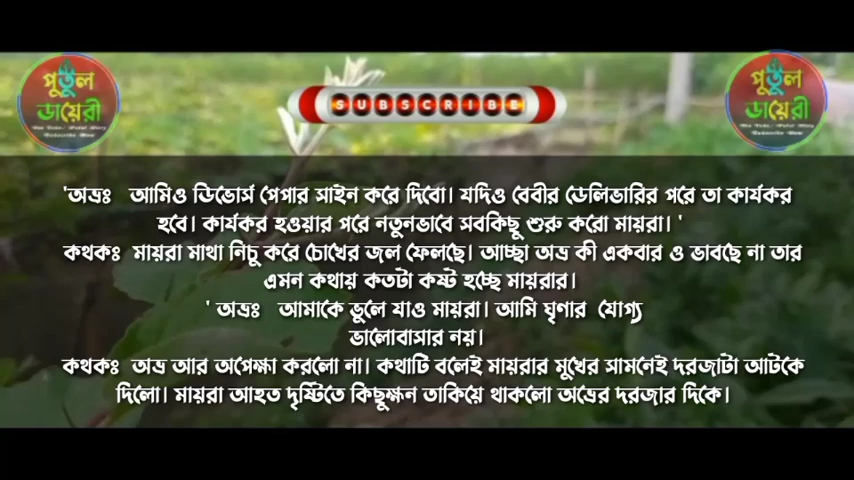 পুতুল
ডায়েরী
SUBSCRIBE
পুতুল
ডায়েরী
'অভ্রঃ আমিও ডিভোর্স পেপার সাইন করে দিবো। যদিও বেবীর ডেলিভারির পরে তা কার্যকর
হবে। কার্যকর হওয়ার পরে নতুনভাবে সবকিছু শুরু করো মায়রা। '
কথকঃ মায়রা মাথা নিচু করে চোখের জল ফেলছে। আচ্ছা অভ্র কী একবার ও ভাবছে না তার
এমন কথায় কতটা কষ্ট হচ্ছে মায়রার।
' অভ্রঃ আমাকে ভুলে যাও মায়রা। আমি ঘৃণার যোগ্য
ভালোবাসার নয়।
কথকঃ অভ্র আর অপেক্ষা করলো না। কথাটি বলেই মায়রার মুখের সামনেই দরজাটা আটকে
দিলো। মায়রা আহত দৃষ্টিতে কিছুক্ষন তাকিয়ে থাকলো অভ্রের দরজার দিকে।